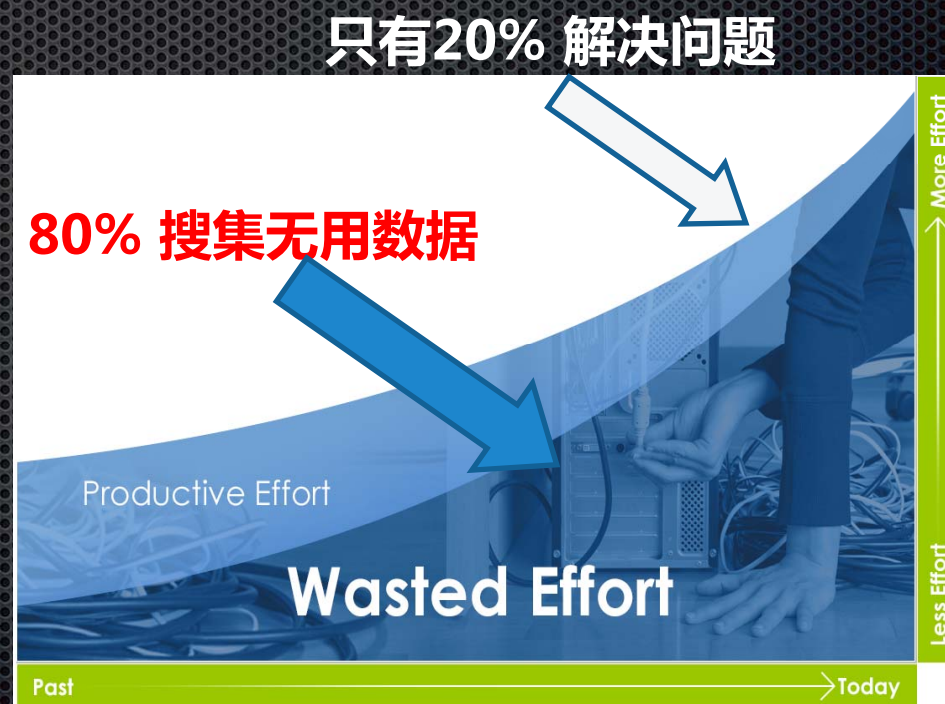 只有20% 解决问题
More Effort
80% 搜集无用数据
Productive Effort
Wasted Effort
Less Effort
Past
Today